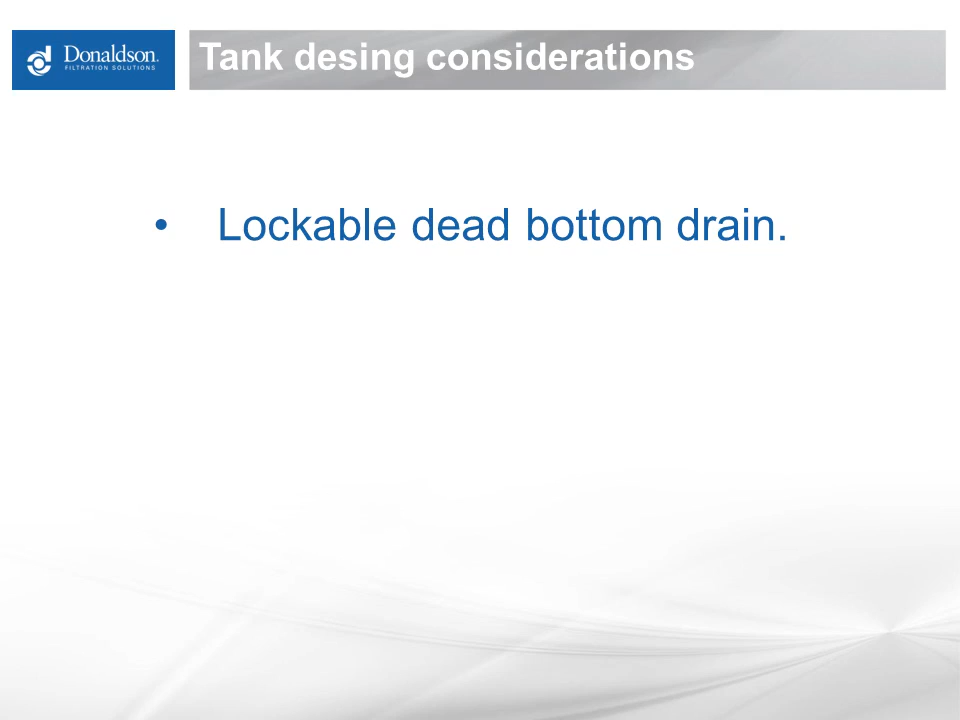 Donaldson.
FILTRATION SOLUTIONS
Tank desing considerations
• Lockable dead bottom drain.